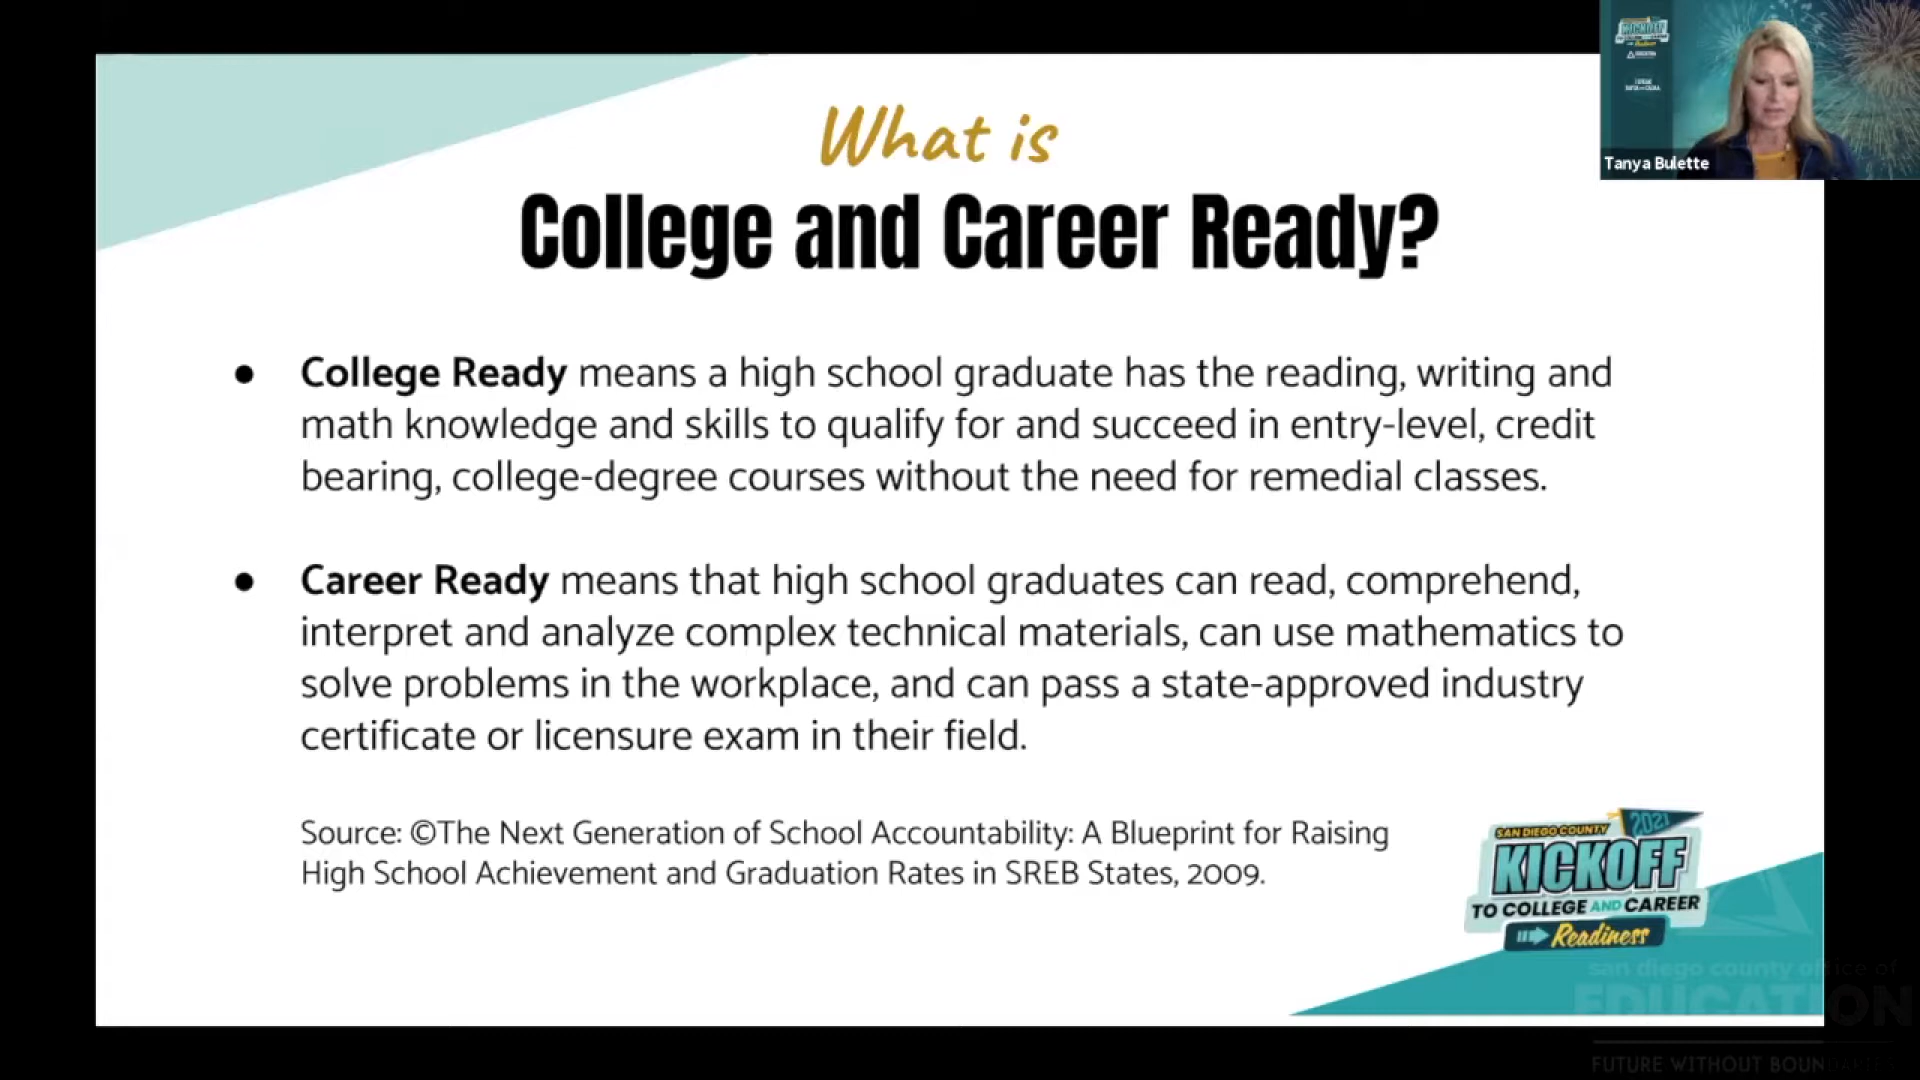 What is
College and Career Ready?
Tanya Bulette
● College Ready means a high school graduate has the reading, writing and
math knowledge and skills to qualify for and succeed in entry-level, credit
bearing, college-degree courses without the need for remedial classes.
● Career Ready means that high school graduates can read, comprehend,
interpret and analyze complex technical materials, can use mathematics to
solve problems in the workplace, and can pass a state-approved industry
certificate or licensure exam in their field.
Source: ©The Next Generation of School Accountability: A Blueprint for Raising
High School Achievement and Graduation Rates in SREB States, 2009.
SAN DIEGO COUNTY 2021
KICKOFF
TO COLLEGE AND CAREER
Readiness
san diego county office of
EDUCATION
FUTURE WITHOUT BOUNDARIES